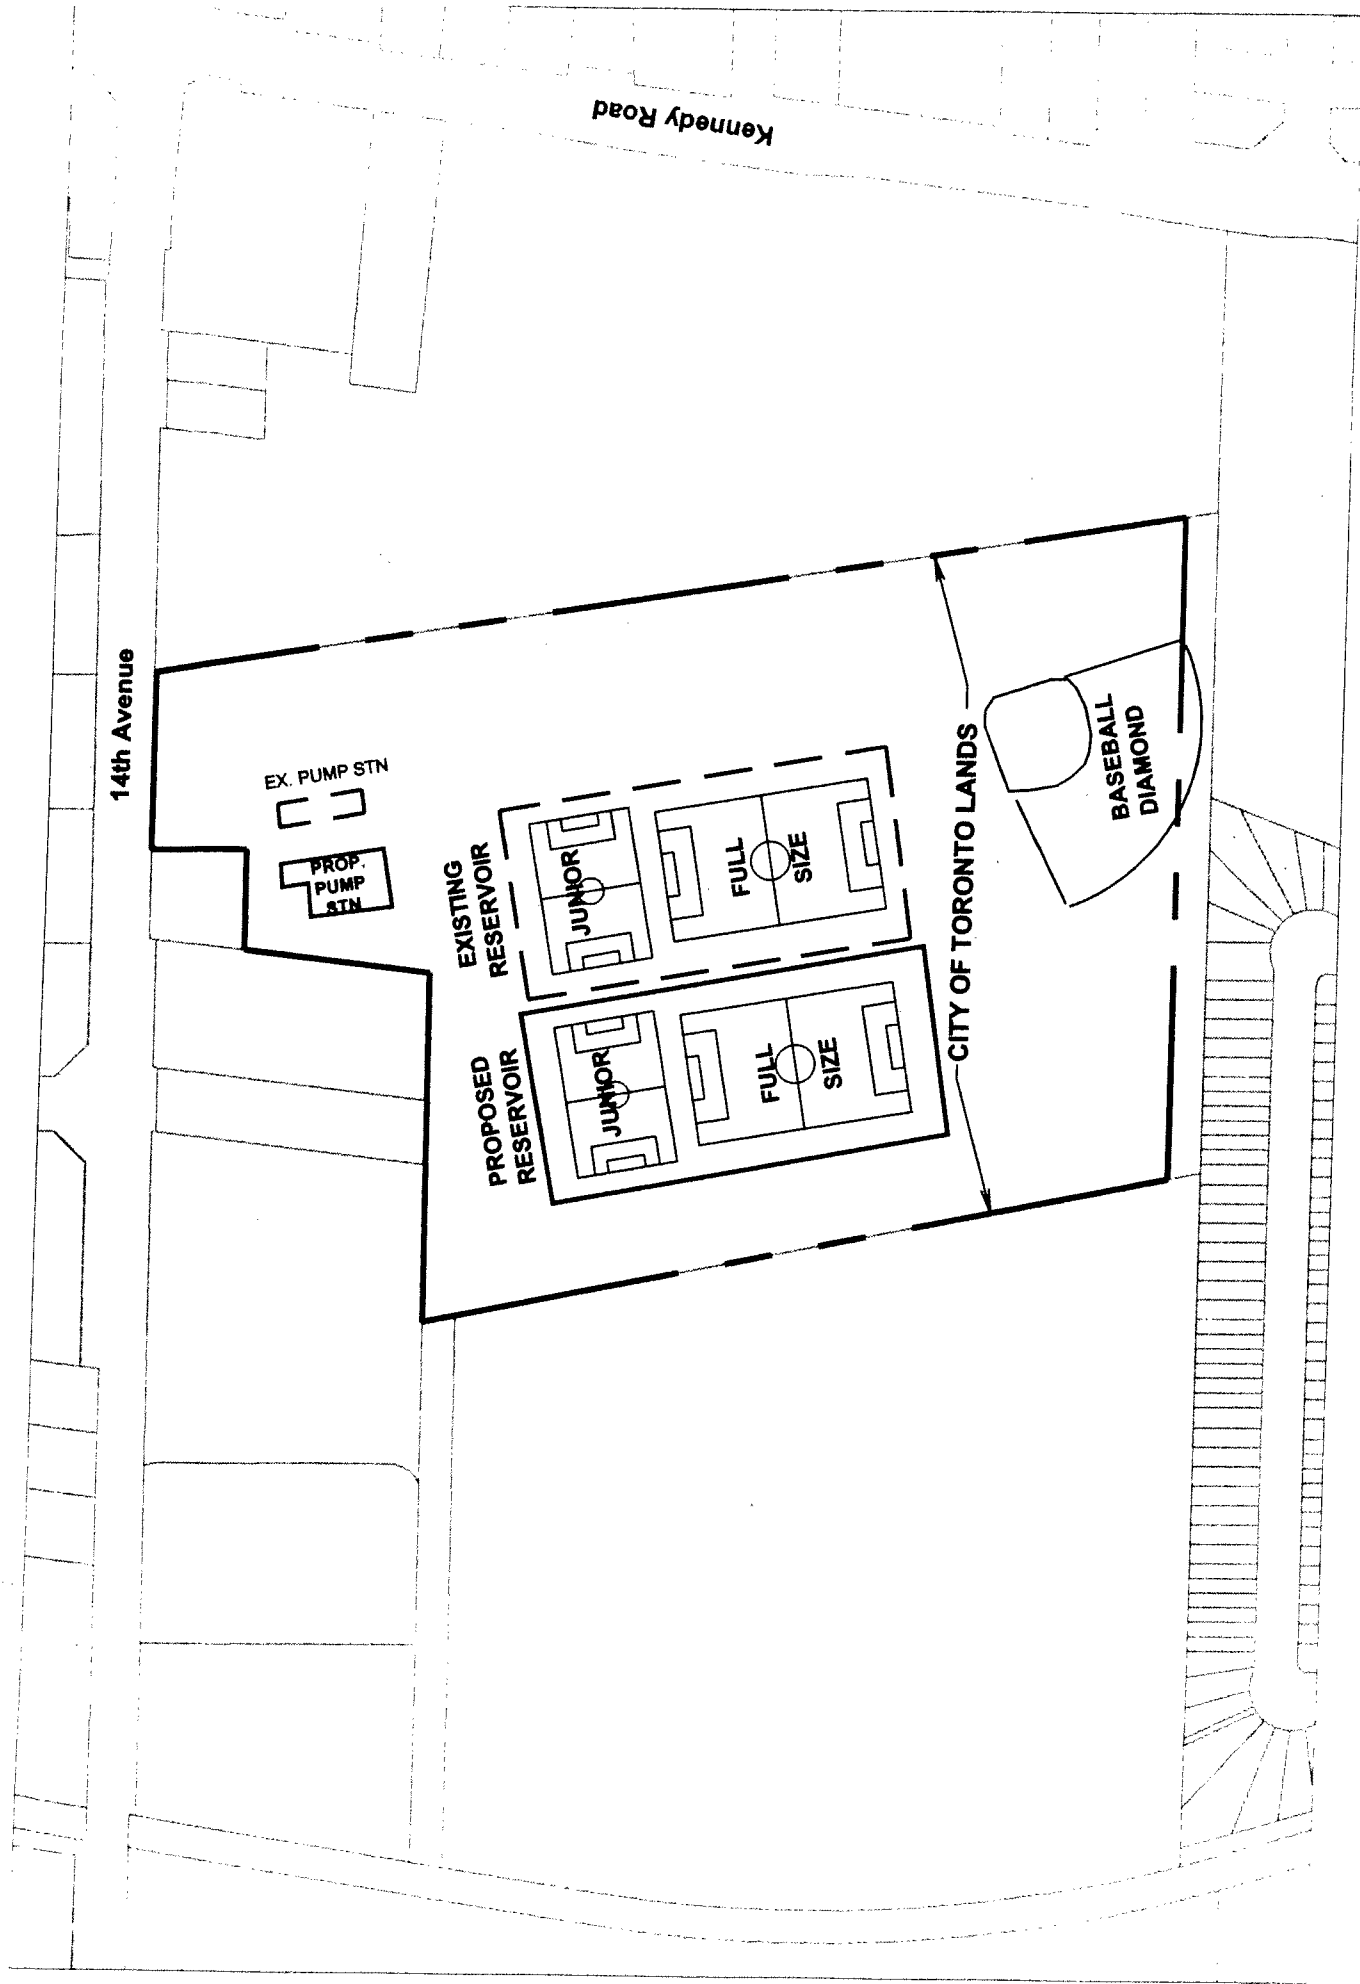 Kennedy Road
14th Avenue
EX. PUMP STN
PROP.
PUMP
STN
EXISTING
RESERVOIR
JUNIOR
FULL
SIZE
PROPOSED
RESERVOIR
JUNIOR
FULL
SIZE
CITY OF TORONTO LANDS
BASEBALL
DIAMOND